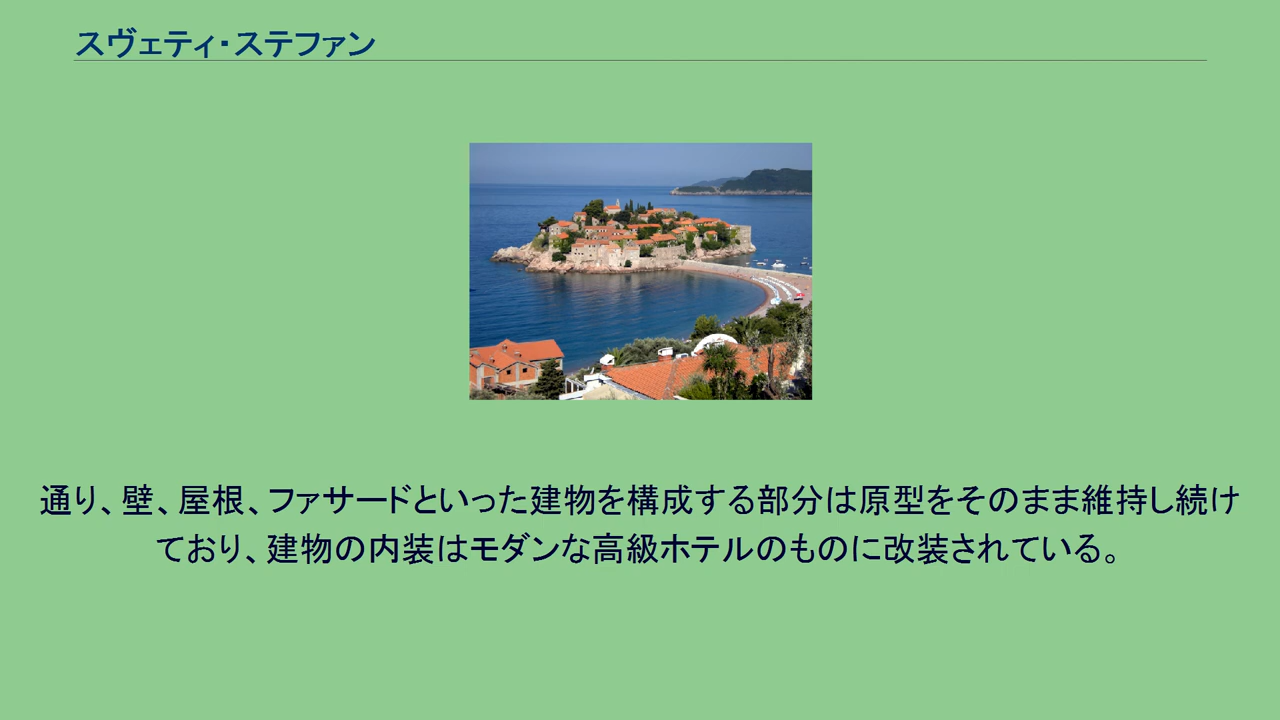 スヴェティ・ステファン
通り、壁、屋根、ファサードといった建物を構成する部分は原型をそのまま維持し続け
ており、建物の内装はモダンな高級ホテルのものに改装されている。